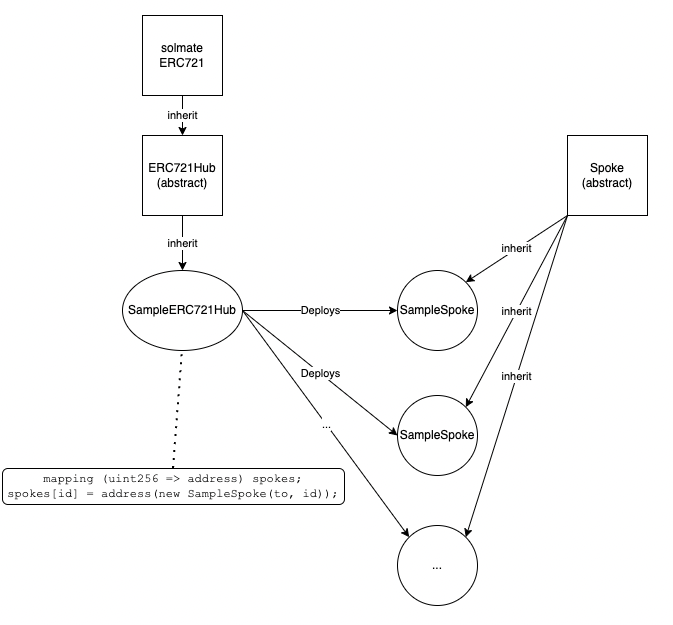 solmate
ERC721
inherit
ERC721Hub
(abstract)
Spoke
(abstract)
inherit
inherit
SampleERC721Hub
Deploys
SampleSpoke
inherit
Deploys
inherit
...
SampleSpoke
mapping (uint256 => address) spokes;
spokes[id] = address(new SampleSpoke(to, id));
...